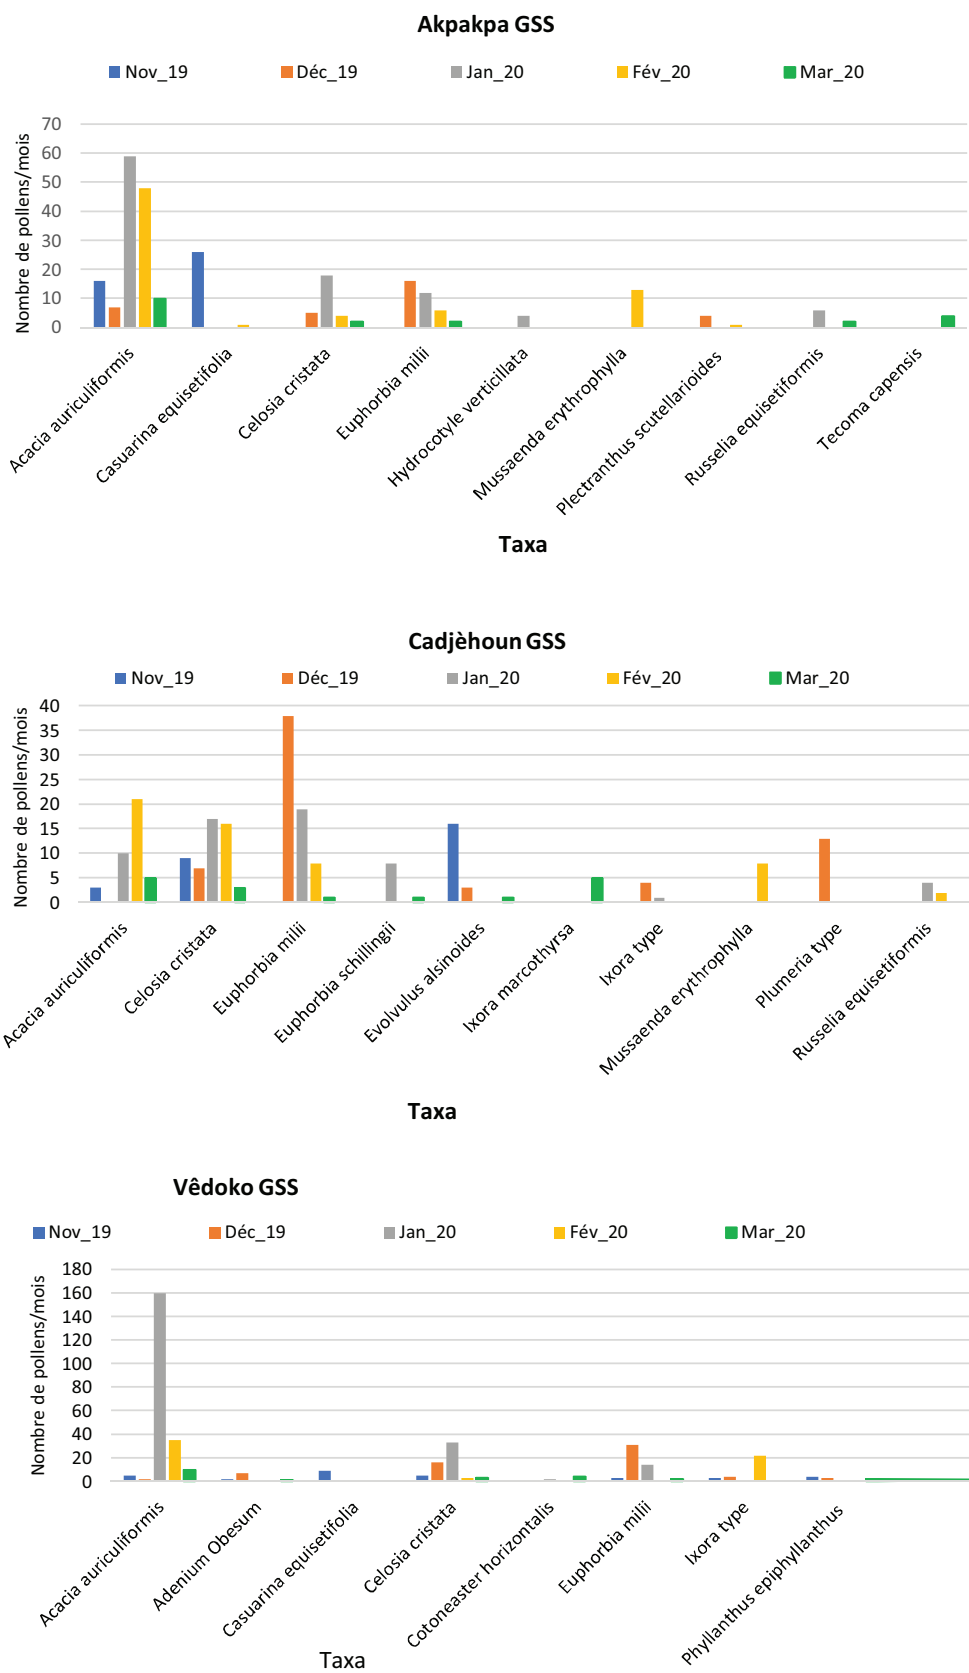 Akpakpa GSS
Nov_19 Déc_19 Jan_20 Fév_20 Mar_20
Nombre de pollens/mois
70
60
50
40
30
20
10
0
Acacia auriculiformis
Casuarina equisetifolia
Celosia cristata
Euphorbia milii
Hydrocotyle verticillata
Mussaenda erythrophylla
Plectranthus scutellarioides
Russelia equisetiformis
Tecoma capensis
Taxa
Cadjèhoun GSS
Nov_19 Déc_19 Jan_20 Fév_20 Mar_20
Nombre de pollens/mois
40
35
30
25
20
15
10
5
0
Acacia auriculiformis
Celosia cristata
Euphorbia milii
Euphorbia schillingii
Evolvulus alsinoides
Ixora marcothyrsa
Ixora type
Mussaenda erythrophylla
Plumeria type
Russelia equisetiformis
Taxa
Vêdoko GSS
Nov_19 Déc_19 Jan_20 Fév_20 Mar_20
Nombre de pollens/mois
180
160
140
120
100
80
60
40
20
0
Acacia auriculiformis
Adenium Obesum
Casuarina equisetifolia
Celosia cristata
Cotoneaster horizontalis
Euphorbia milii
Ixora type
Phyllanthus epiphyllanthus
Taxa